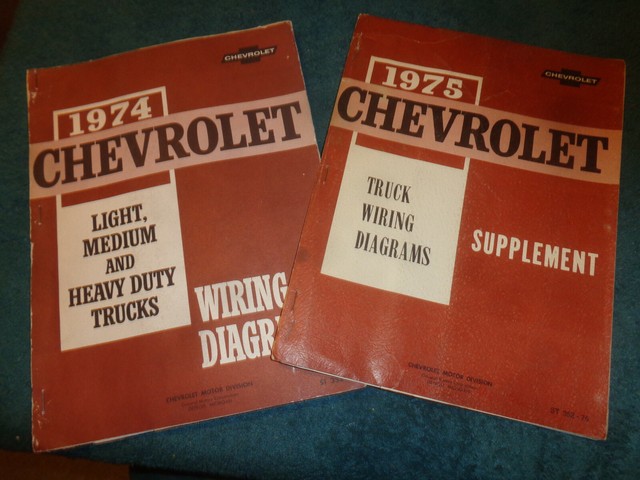 CHEVROLET
1974
CHEVROLET
LIGHT,
MEDIUM
AND
HEAVY DUTY
TRUCKS
WIRING
DIAGR
CHEVROLET MOTOR DIVISION
CHEVROLET
1975
CHEVROLET
TRUCK
WIRING
DIAGRAMS
SUPPLEMENT
CHEVROLET MOTOR DIVISION